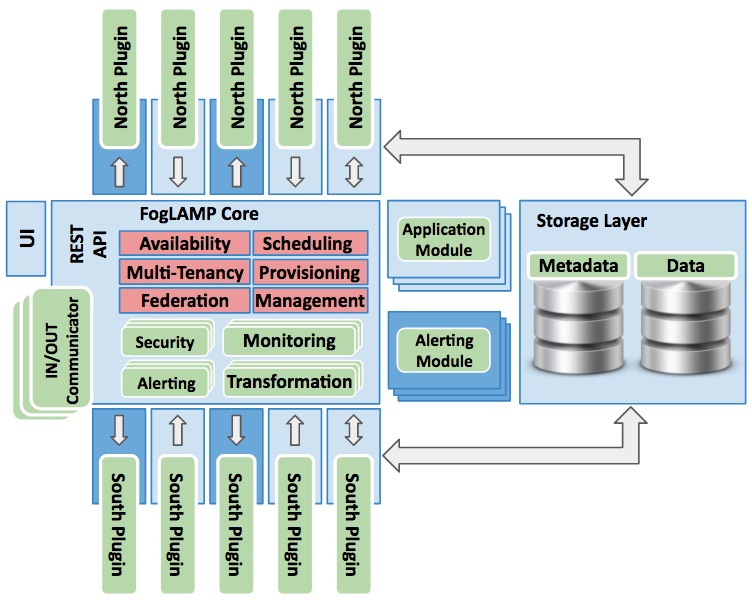 North Plugin
North Plugin
North Plugin
North Plugin
North Plugin
UI
REST
API
FogLAMP Core
Availability
Scheduling
Multi-Tenancy
Provisioning
Federation
Management
Security
Monitoring
Alerting
Transformation
IN/OUT
Communicator
Application
Module
Alerting
Module
Storage Layer
Metadata
Data
South Plugin
South Plugin
South Plugin
South Plugin
South Plugin